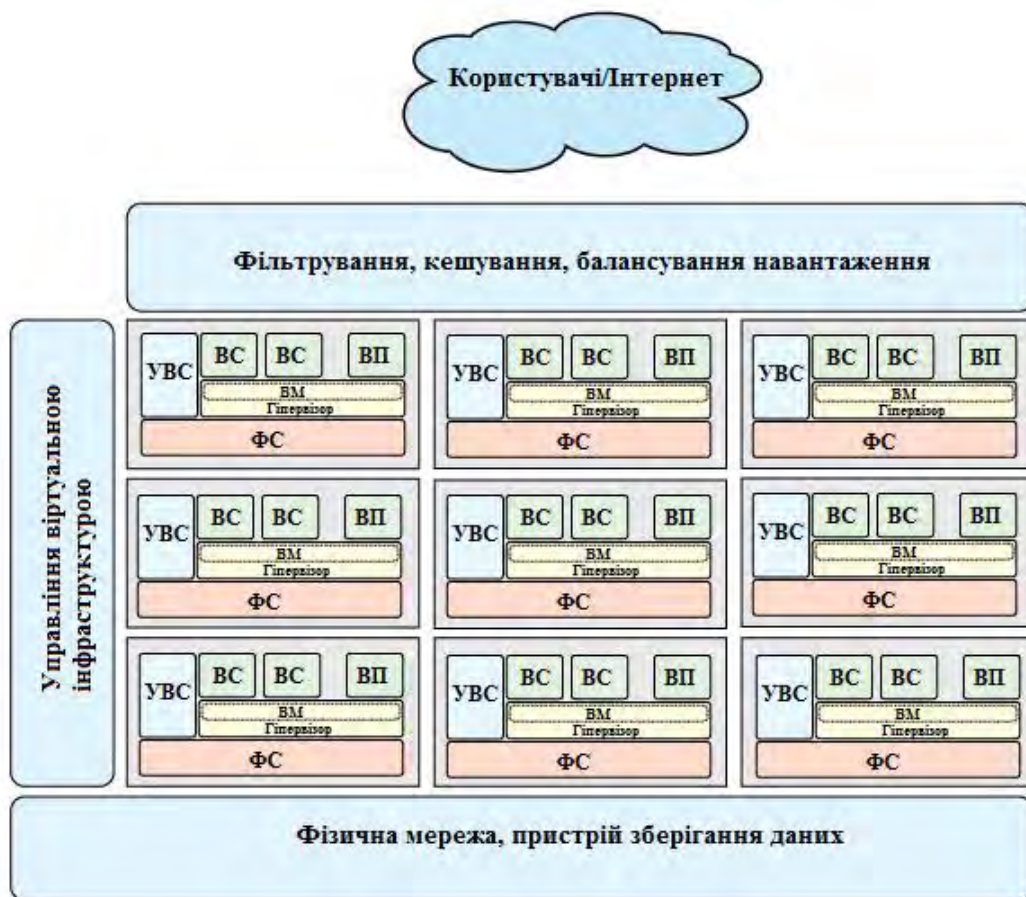 Користувачі/Інтернет
Фільтрування, кешування, балансування навантаження
Управління віртуальною
інфраструктурою
УВС ВС ВС ВП
ВМ
Гіпервізор
ФС
УВС ВС ВС ВП
ВМ
Гіпервізор
ФС
УВС ВС ВС ВП
ВМ
Гіпервізор
ФС
УВС ВС ВС ВП
ВМ
Гіпервізор
ФС
УВС ВС ВС ВП
ВМ
Гіпервізор
ФС
УВС ВС ВС ВП
ВМ
Гіпервізор
ФС
УВС ВС ВС ВП
ВМ
Гіпервізор
ФС
УВС ВС ВС ВП
ВМ
Гіпервізор
ФС
УВС ВС ВС ВП
ВМ
Гіпервізор
ФС
Фізична мережа, пристрій зберігання даних